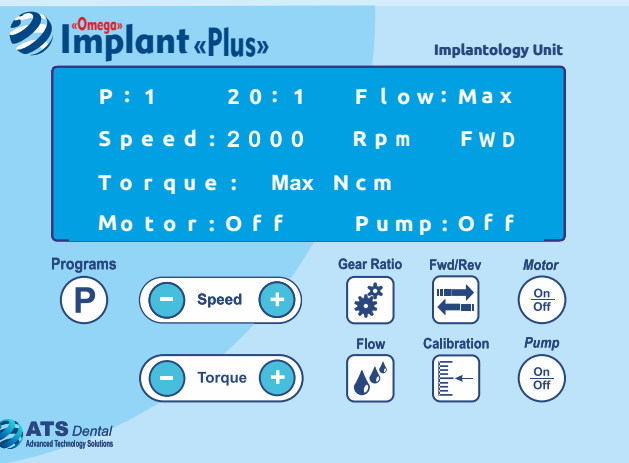 «Omega»
Implant «Plus»
Implantology Unit
P:1 20:1 Flow:Max
Speed:2000 Rpm FWD
Torque: Max Ncm
Motor:Off Pump:Off
Programs
P
- Speed +
Gear Ratio
Fwd/Rev
Motor
On
Off
- Torque +
Flow
Calibration
Pump
On
Off
ATS Dental
Advanced Technology Solutions